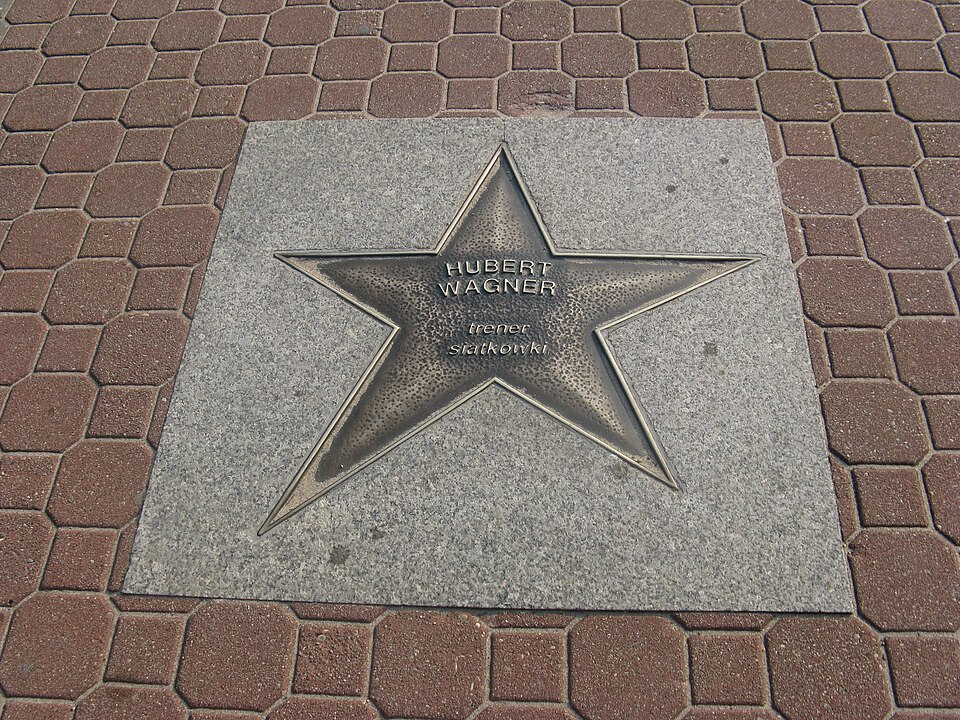 HUBERT
WAGNER
trener
siatkówki